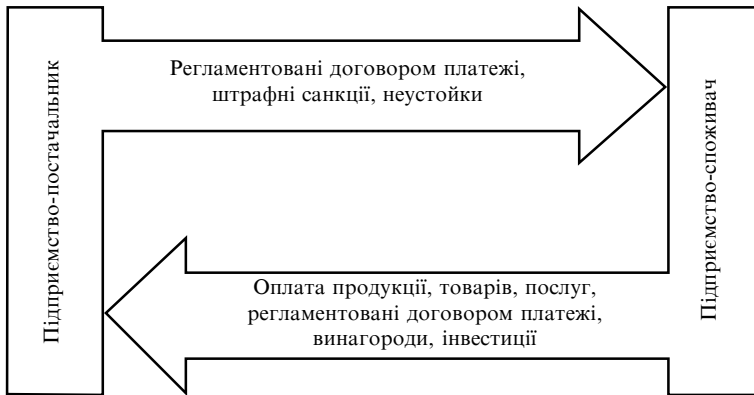 Підприємство-постачальник
Регламентовані договором платежі,
штрафні санкції, неустойки
Оплата продукції, товарів, послуг,
регламентовані договором платежі,
винагороди, інвестиції
Підприємство-споживач